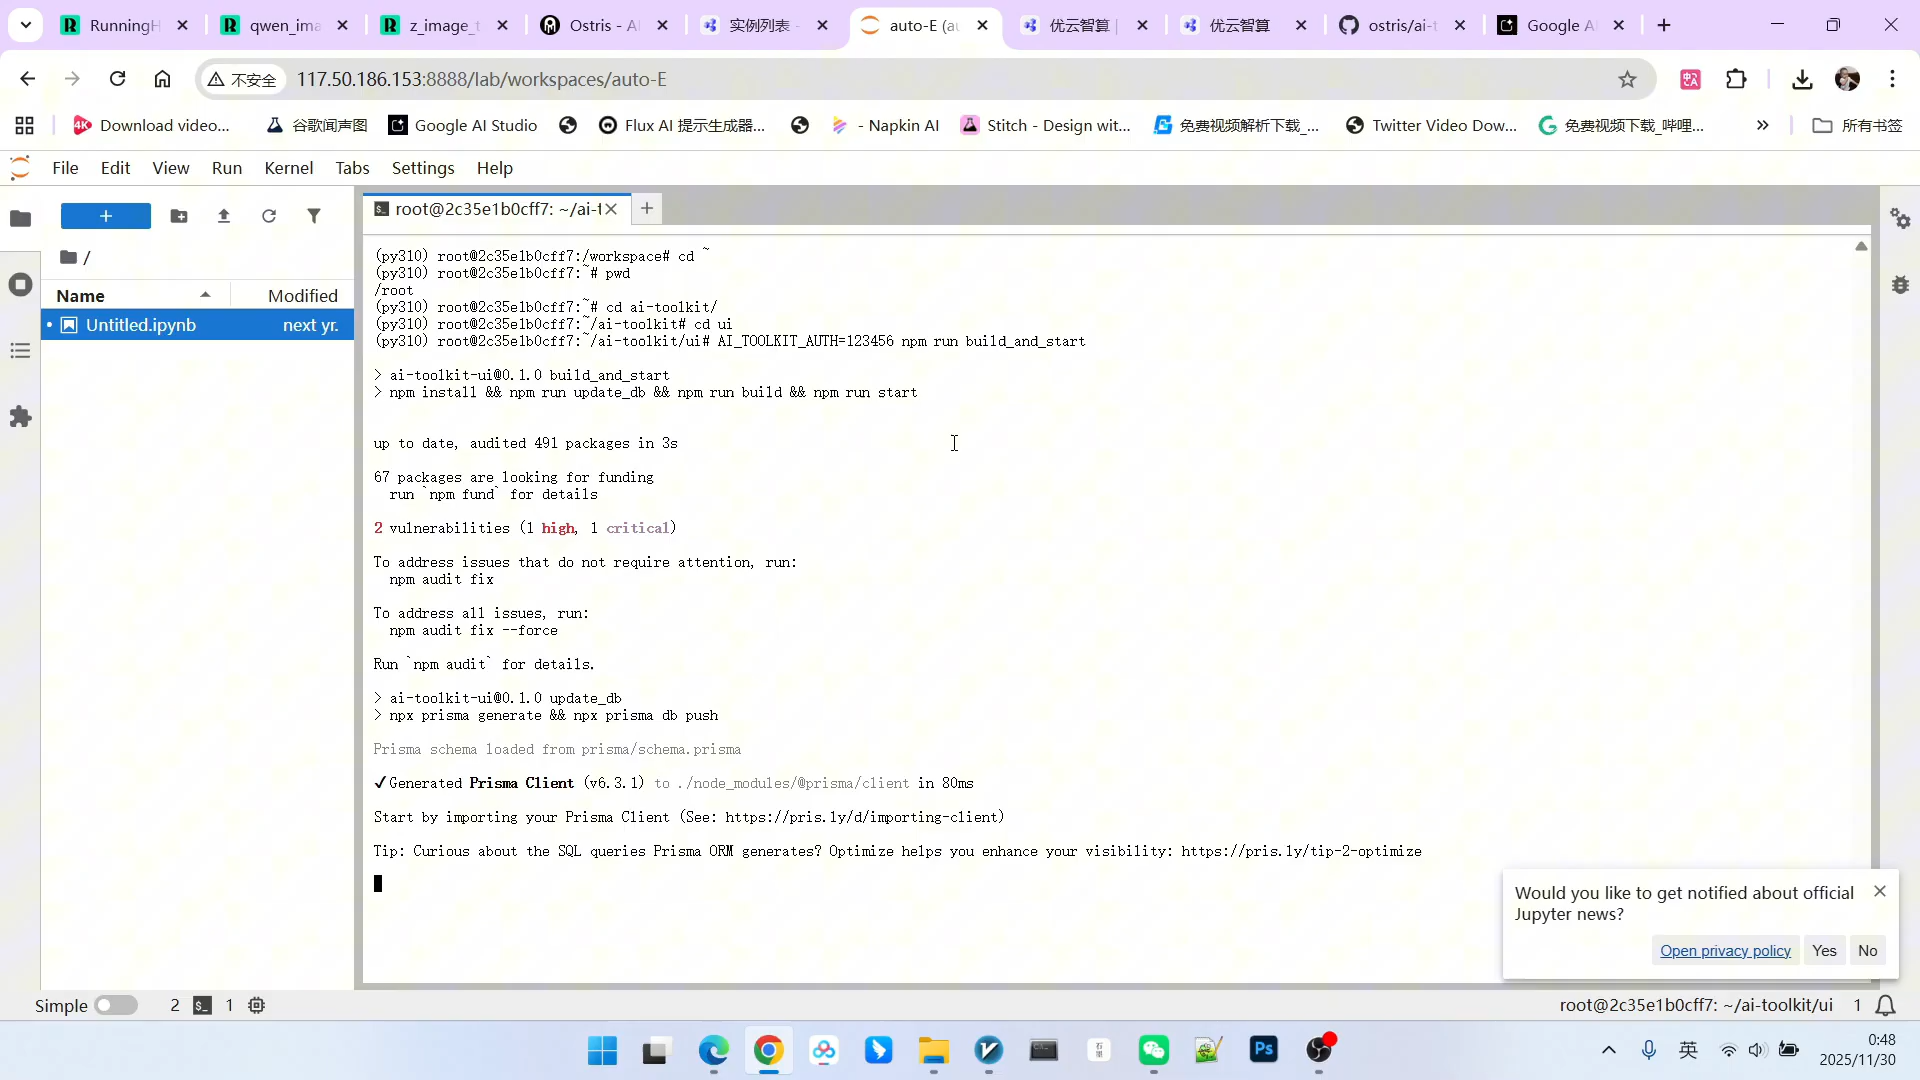 RunningH
qwen_ima
z_image_t
Ostris - A
实例列表 -
auto-E (au
优云智算 |
优云智算
ostris/ai-t
Google A
不安全
117.50.186.153:8888/lab/workspaces/auto-E
4K
Download video...
谷歌闻声图
Google AI Studio
Flux AI 提示生成器...
- Napkin AI
Stitch - Design wit...
免费视频解析下载_...
Twitter Video Dow...
免费视频下载_哔哩...
所有书签
File Edit View Run Kernel Tabs Settings Help
root@2c35e1b0cff7: ~/ai-t
/
Name
Modified
Untitled.ipynb
next yr.
(py310) root@2c35e1b0cff7:/workspace# cd ~
(py310) root@2c35e1b0cff7:~# pwd
/root
(py310) root@2c35e1b0cff7:~# cd ai-toolkit/
(py310) root@2c35e1b0cff7:~/ai-toolkit# cd ui
(py310) root@2c35e1b0cff7:~/ai-toolkit/ui# AI_TOOLKIT_AUTH=123456 npm run build_and_start
> ai-toolkit-ui@0.1.0 build_and_start
> npm install && npm run update_db && npm run build && npm run start
up to date, audited 491 packages in 3s
67 packages are looking for funding
run `npm fund` for details
2 vulnerabilities (1 high, 1 critical)
To address issues that do not require attention, run:
npm audit fix
To address all issues, run:
npm audit fix --force
Run `npm audit` for details.
> ai-toolkit-ui@0.1.0 update_db
> npx prisma generate && npx prisma db push
Prisma schema loaded from prisma/schema.prisma
✔ Generated Prisma Client (v6.3.1) to ./node_modules/@prisma/client in 80ms
Start by importing your Prisma Client (See: https://pris.ly/d/importing-client)
Tip: Curious about the SQL queries Prisma ORM generates? Optimize helps you enhance your visibility: https://pris.ly/tip-2-optimize
Would you like to get notified about official
Jupyter news?
Open privacy policy
Yes
No
Simple
2
1
root@2c35e1b0cff7: ~/ai-toolkit/ui
1
石墨
Ps
英
0:48
2025/11/30